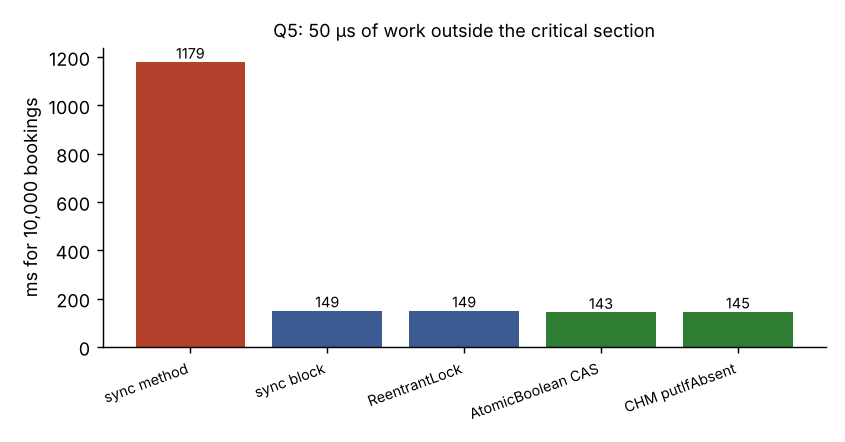 Q5: 50 µs of work outside the critical section
ms for 10,000 bookings
1200
1000
800
600
400
200
0
1179
149
149
143
145
sync method
sync block
ReentrantLock
AtomicBoolean CAS
CHM putIfAbsent